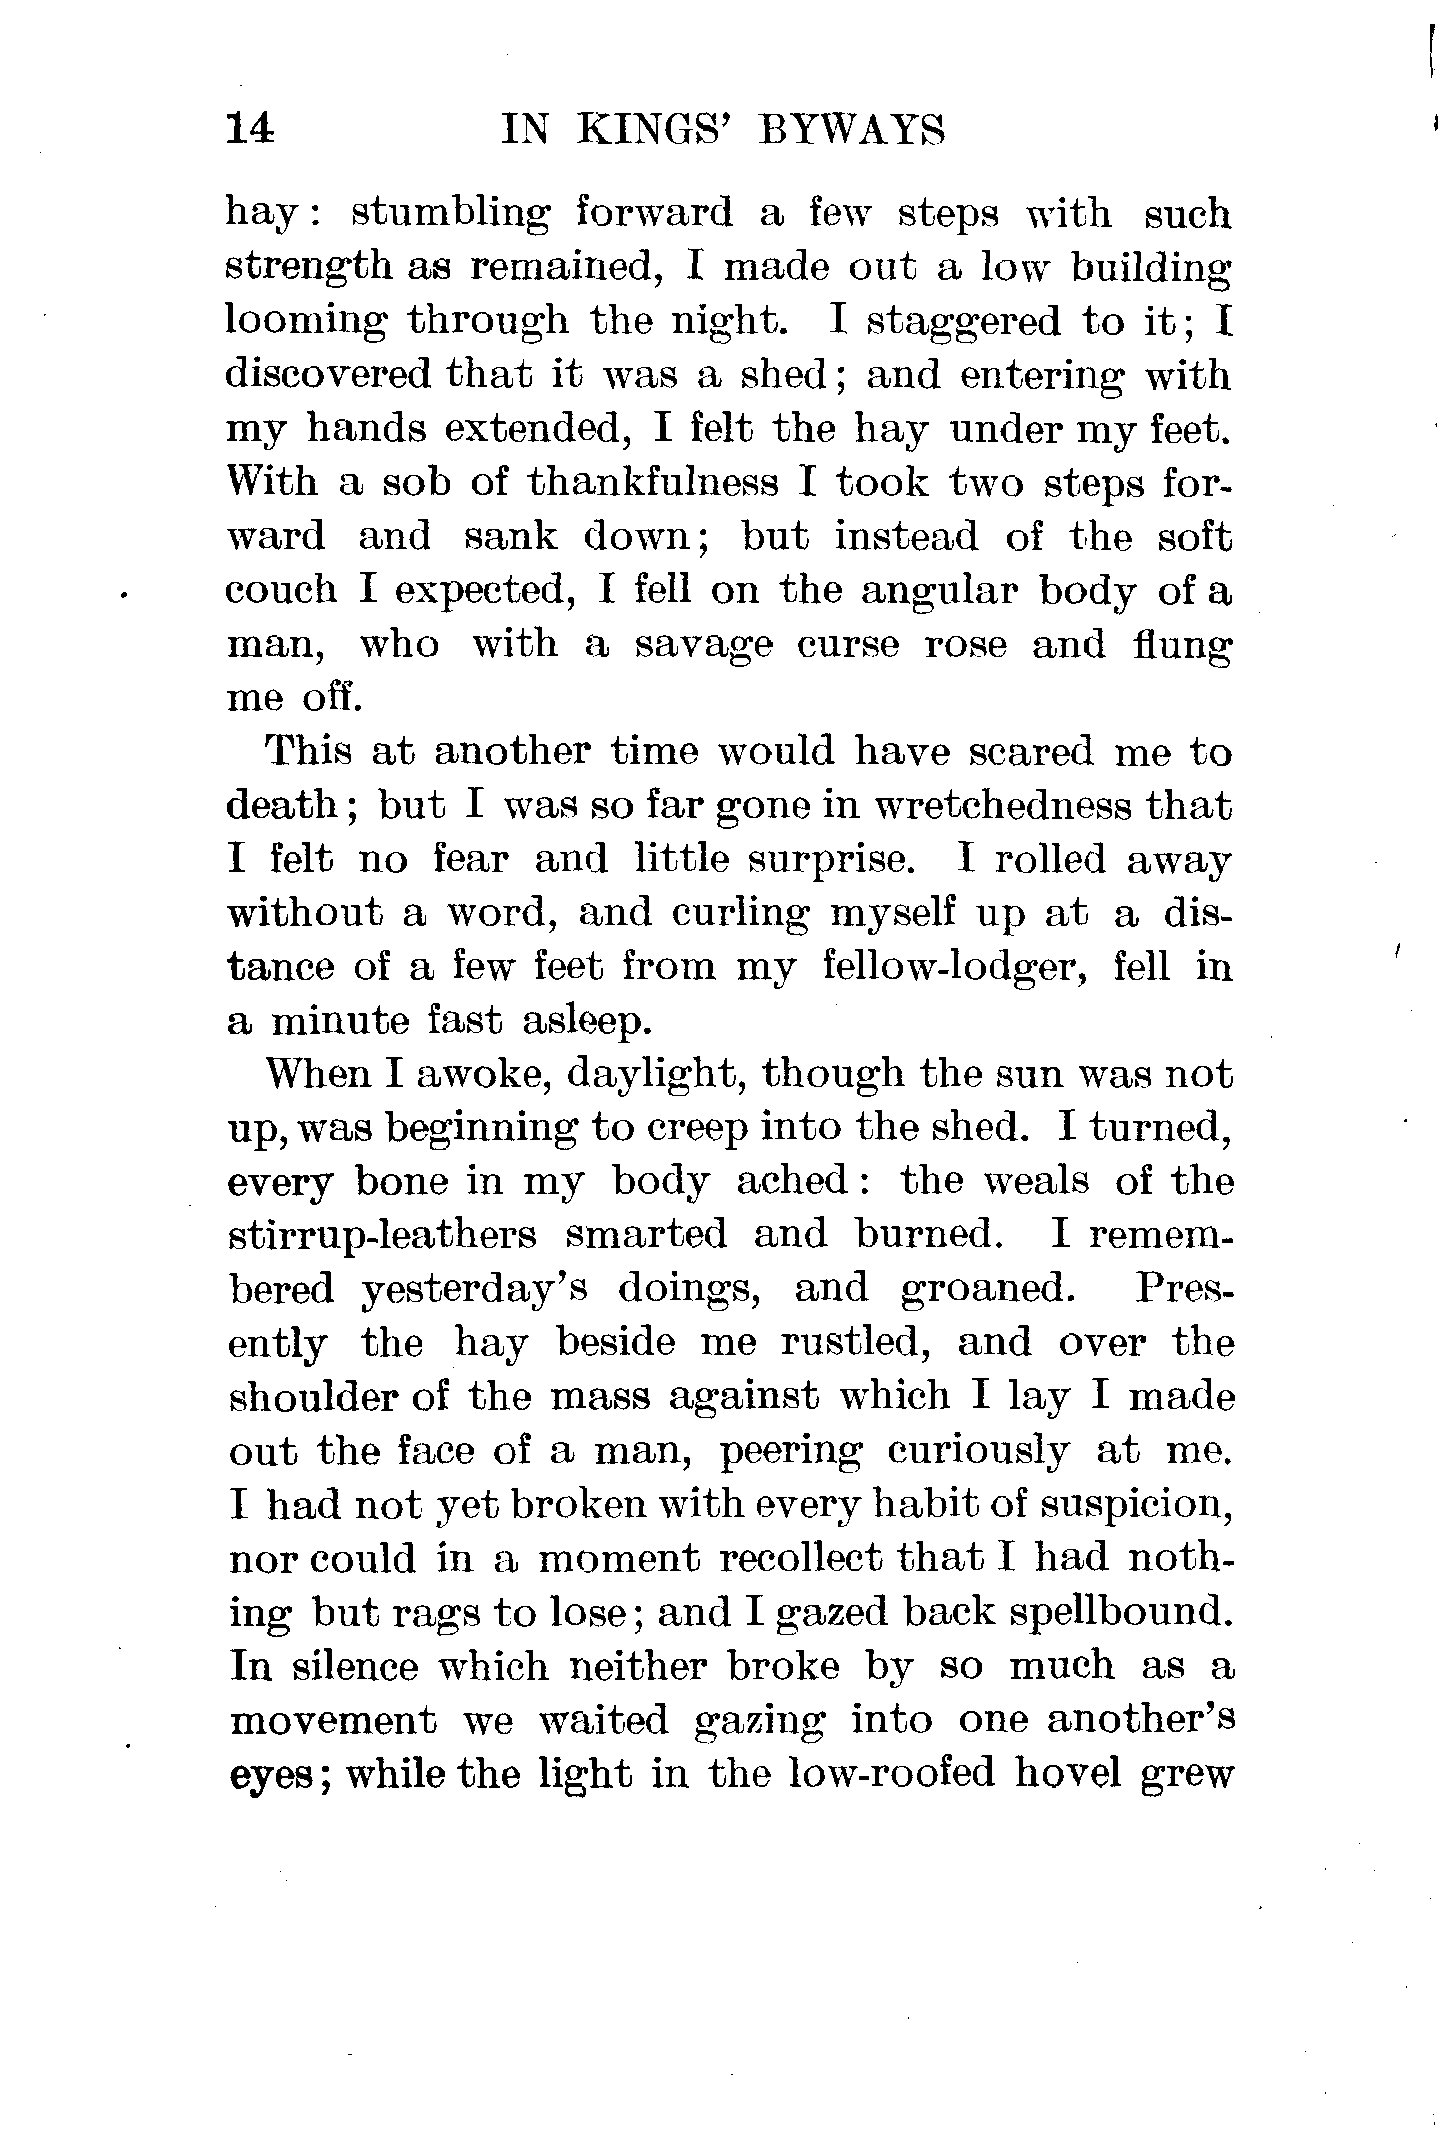 14 IN KINGS' BYWAYS
hay : stumbling forward a few steps with such
strength as remained, I made out a low building
looming through the night. I staggered to it; I
discovered that it was a shed; and entering with
my hands extended, I felt the hay under my feet.
With a sob of thankfulness I took two steps for-
ward and sank down; but instead of the soft
couch I expected, I fell on the angular body of a
man, who with a savage curse rose and flung
me off.
This at another time would have scared me to
death; but I was so far gone in wretchedness that
I felt no fear and little surprise. I rolled away
without a word, and curling myself up at a dis-
tance of a few feet from my fellow-lodger, fell in
a minute fast asleep.
When I awoke, daylight, though the sun was not
up, was beginning to creep into the shed. I turned,
every bone in my body ached : the weals of the
stirrup-leathers smarted and burned. I remem-
bered yesterday's doings, and groaned. Pres-
ently the hay beside me rustled, and over the
shoulder of the mass against which I lay I made
out the face of a man, peering curiously at me.
I had not yet broken with every habit of suspicion,
nor could in a moment recollect that I had noth-
ing but rags to lose; and I gazed back spellbound.
In silence which neither broke by so much as a
movement we waited gazing into one another's
eyes; while the light in the low-roofed hovel grew